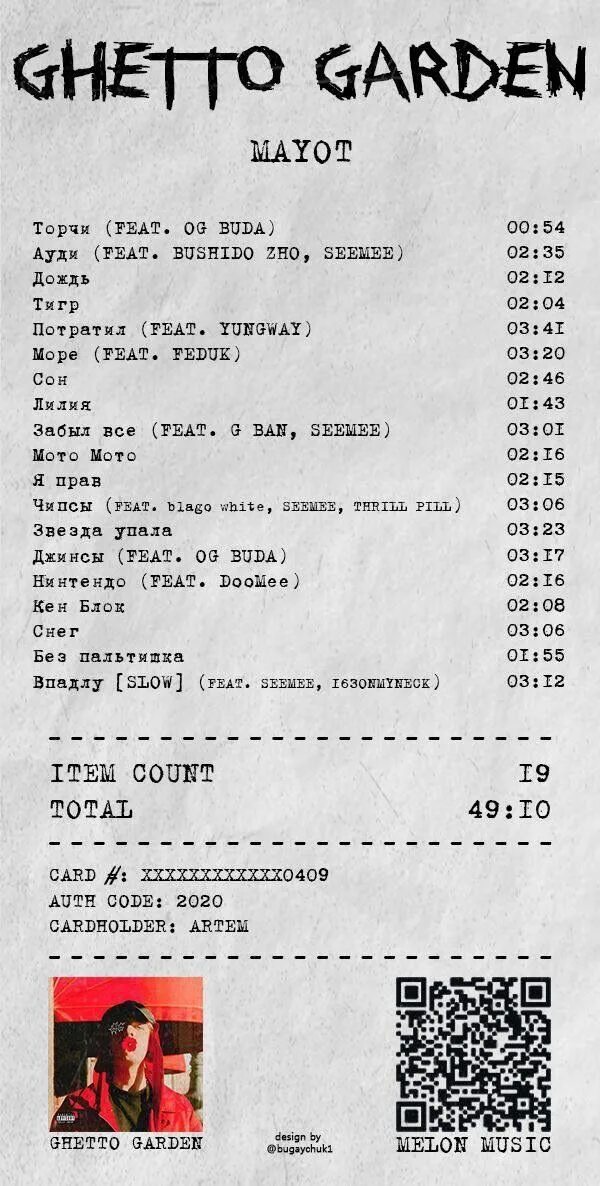 GHETTO GARDEN
MAYOT
Торчи (FEAT. OG BUDA) 00:54
Ауди (FEAT. BUSHIDO ZHO, SEEMEE) 02:35
Дождь 02:12
Тигр 02:04
Потратил (FEAT. YUNGWAY) 03:41
Море (FEAT. FEDUK) 03:20
Сон 02:46
Лилия 01:43
Забыл все (FEAT. G BAN, SEEMEE) 03:01
Мото Мото 02:16
Я прав 02:15
Чипсы (FEAT. blago white, SEEMEE, THRILL PILL) 03:06
Звезда упала 03:23
Джинсы (FEAT. OG BUDA) 03:17
Нинтендо (FEAT. DooMee) 02:16
Кен Блок 02:08
Снег 03:06
Без пальтишка 01:55
Впадлу [SLOW] (FEAT. SEEMEE, 163ONMYNECK) 03:12
ITEM COUNT 19
TOTAL 49:10
CARD #: XXXXXXXXXXXX0409
AUTH CODE: 2020
CARDHOLDER: ARTEM
GHETTO GARDEN
design by
@bugaychuk1
MELON MUSIC